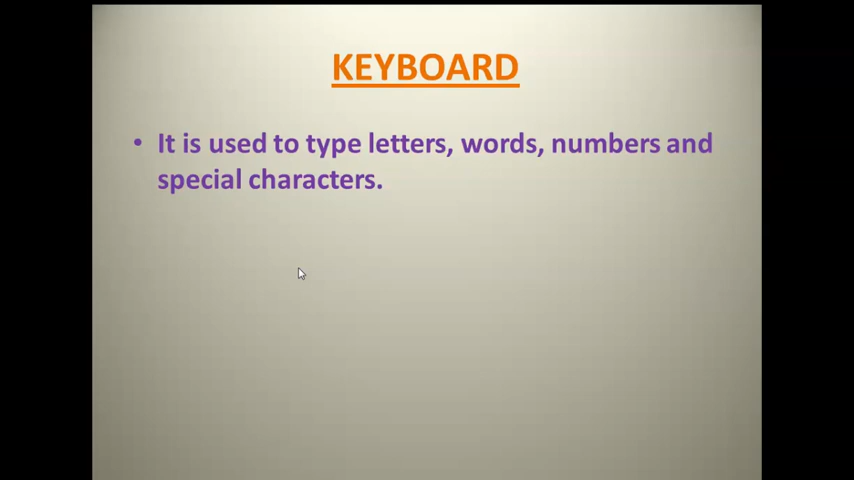 KEYBOARD
• It is used to type letters, words, numbers and
special characters.